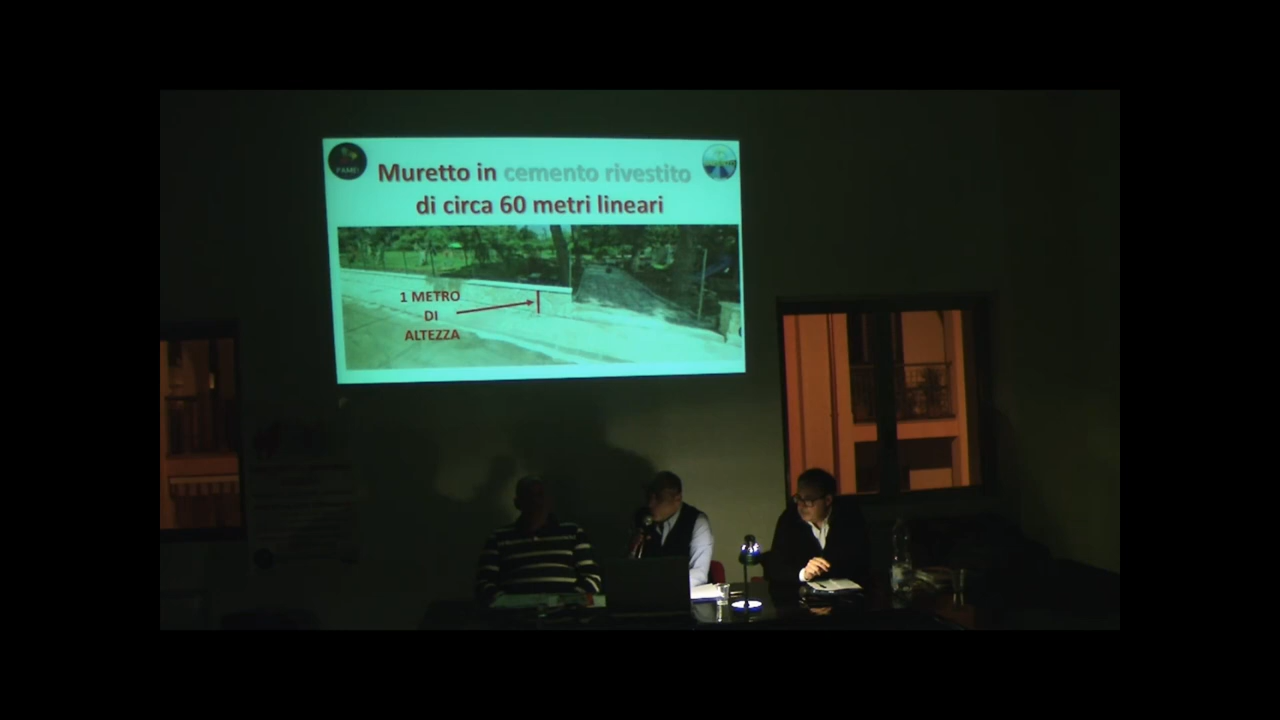 Muretto in cemento rivestito
di circa 60 metri lineari
1 METRO
DI
ALTEZZA